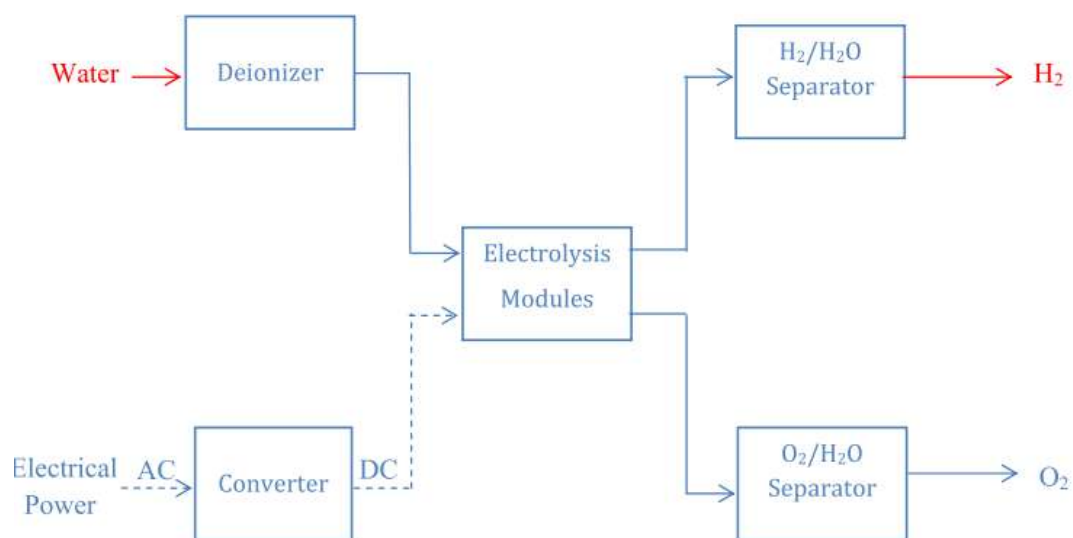 Water
Deionizer
H₂/H₂O
Separator
H₂
Electrolysis
Modules
Electrical
Power
AC
Converter
DC
O₂/H₂O
Separator
O₂